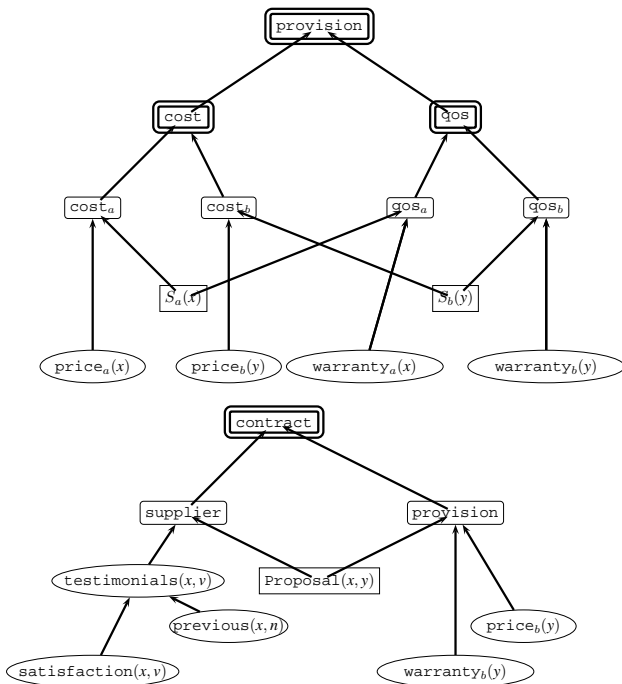 provision
cost qos
cost_a cost_b qos_a qos_b
S_a(x) S_b(y)
price_a(x) price_b(y) warranty_a(x) warranty_b(y)
contract
supplier provision
testimonials(x,v) Proposal(x,y)
previous(x,n) price_b(y)
satisfaction(x,v) warranty_b(y)